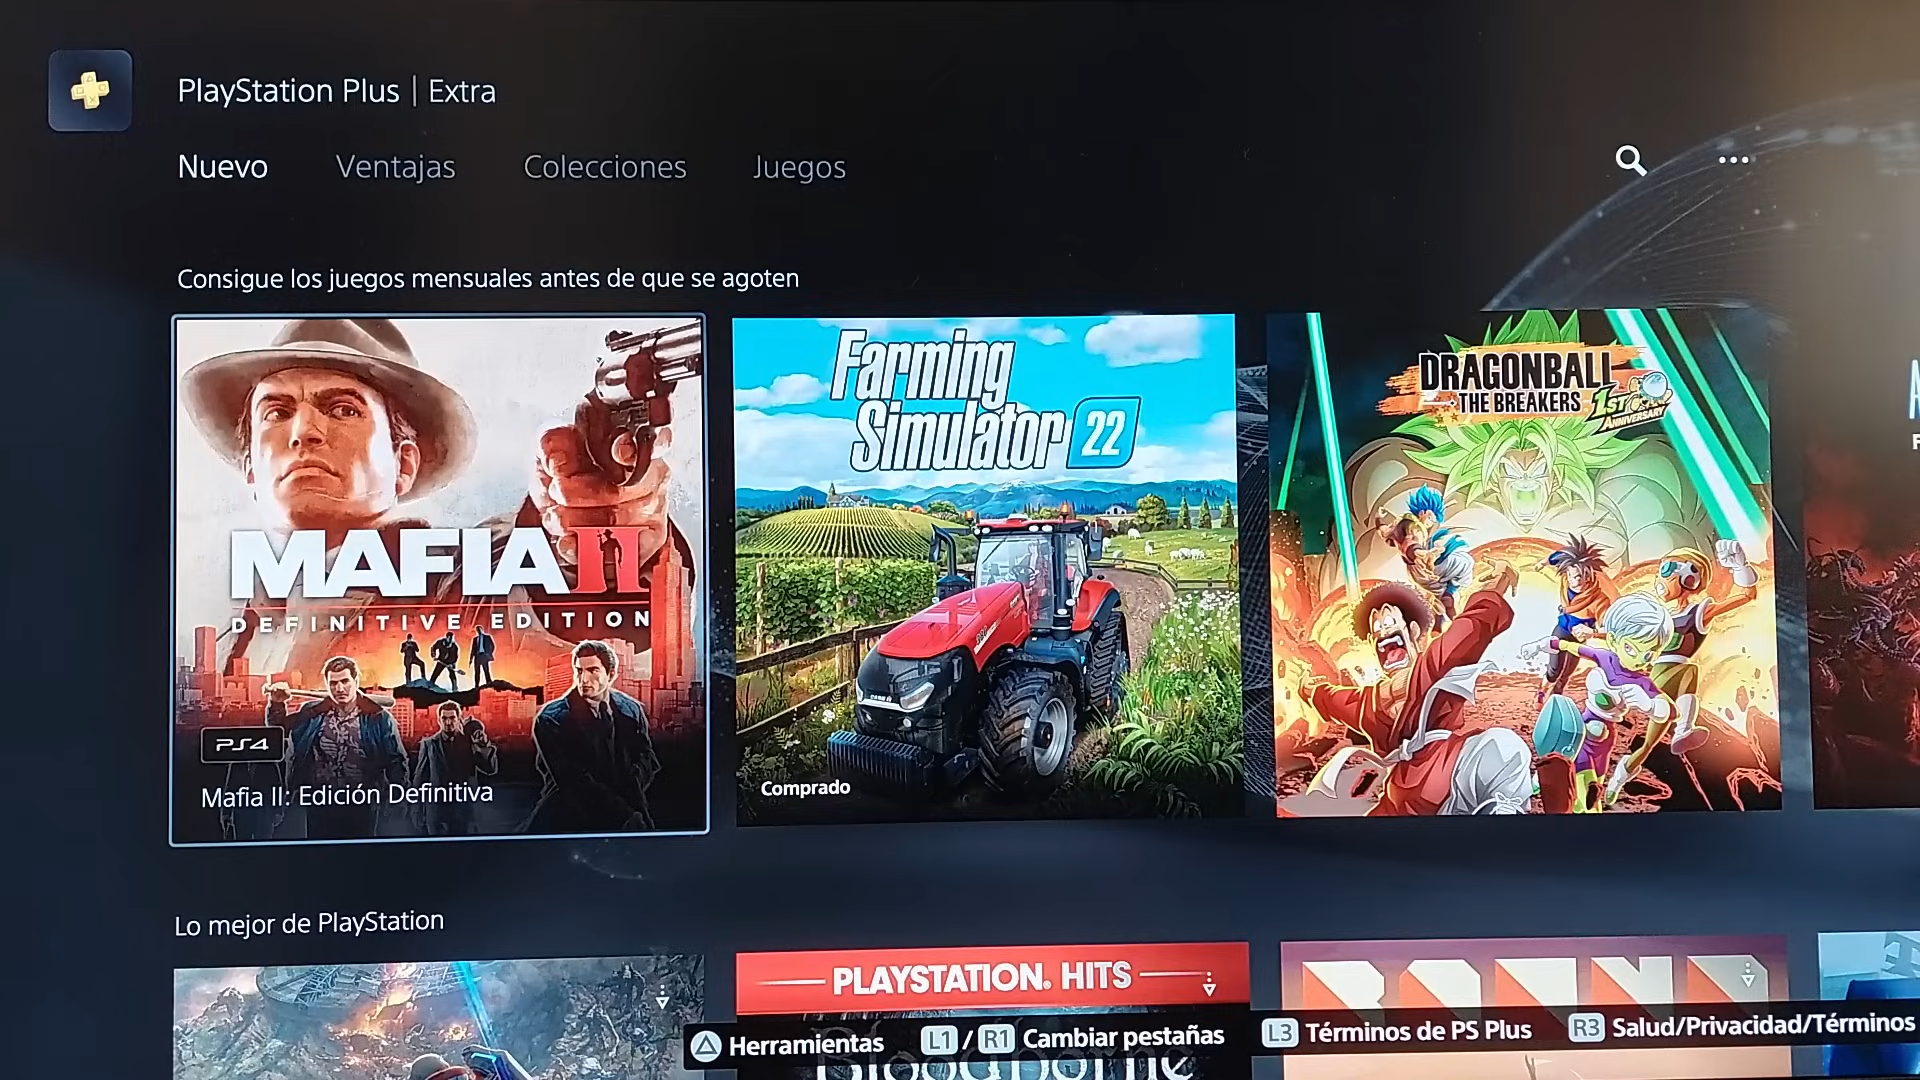 PlayStation Plus | Extra
Nuevo Ventajas Colecciones Juegos
Consigue los juegos mensuales antes de que se agoten
MAFIA II
DEFINITIVE EDITION
PS4
Mafia II: Edición Definitiva
Farming
Simulator 22
Comprado
DRAGONBALL
THE BREAKERS 1ST
ANNIVERSARY
Lo mejor de PlayStation
PLAYSTATION HITS
Bloodborne
Herramientas L1 / R1 Cambiar pestañas L3 Términos de PS Plus R3 Salud/Privacidad/Términos